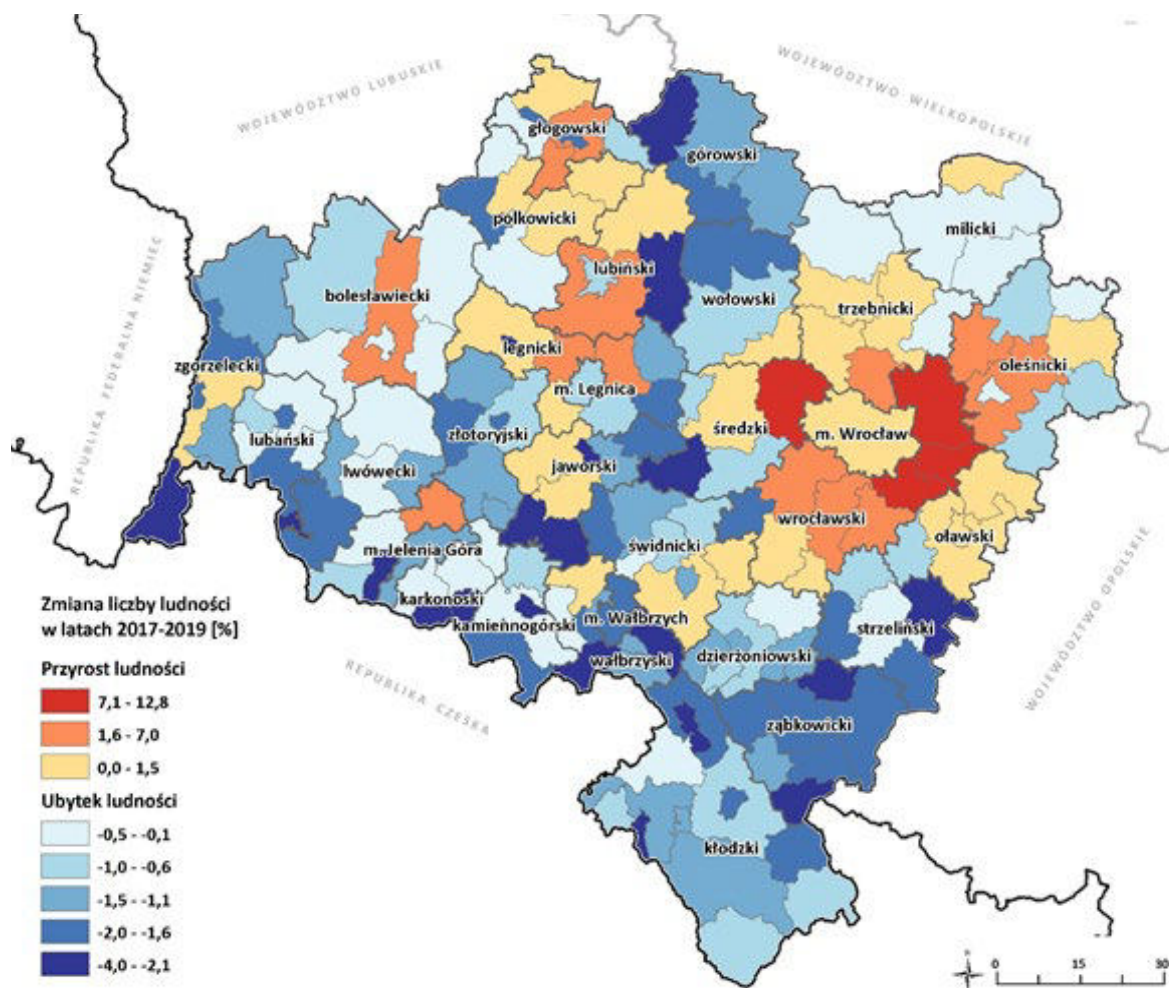 WOJEWÓDZTWO LUBUSKIE
WOJEWÓDZTWO WIELKOPOLSKIE
głogowski
górowski
polkowicki
milicki
lubiński
bolesławiecki
wołowski
trzebnicki
REPUBLIKA FEDERALNA NIEMIEC
zgorzelecki
legnicki
oleśnicki
m. Legnica
średzki
m. Wrocław
lubański
złotoryjski
jaworski
lwówecki
wrocławski
m. Jelenia Góra
świdnicki
oławski
karkonoski
kamiennogórski
m. Wałbrzych
strzeliński
wałbrzyski
dzierżoniowski
WOJEWÓDZTWO OPOLSKIE
REPUBLIKA CZESKA
ząbkowicki
kłodzki
Zmiana liczby ludności
w latach 2017-2019 [%]
Przyrost ludności
7,1 - 12,8
1,6 - 7,0
0,0 - 1,5
Ubytek ludności
-0,5 - -0,1
-1,0 - -0,6
-1,5 - -1,1
-2,0 - -1,6
-4,0 - -2,1
0 15 30